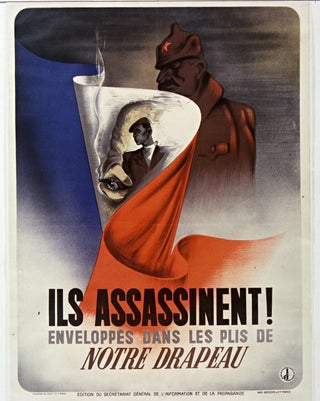 ILS ASSASSINENT!
ENVELOPPÉS DANS LES PLIS DE
NOTRE DRAPEAU
EDITION DU SECRÉTARIAT GÉNÉRAL DE L'INFORMATION ET DE LA PROPAGANDE